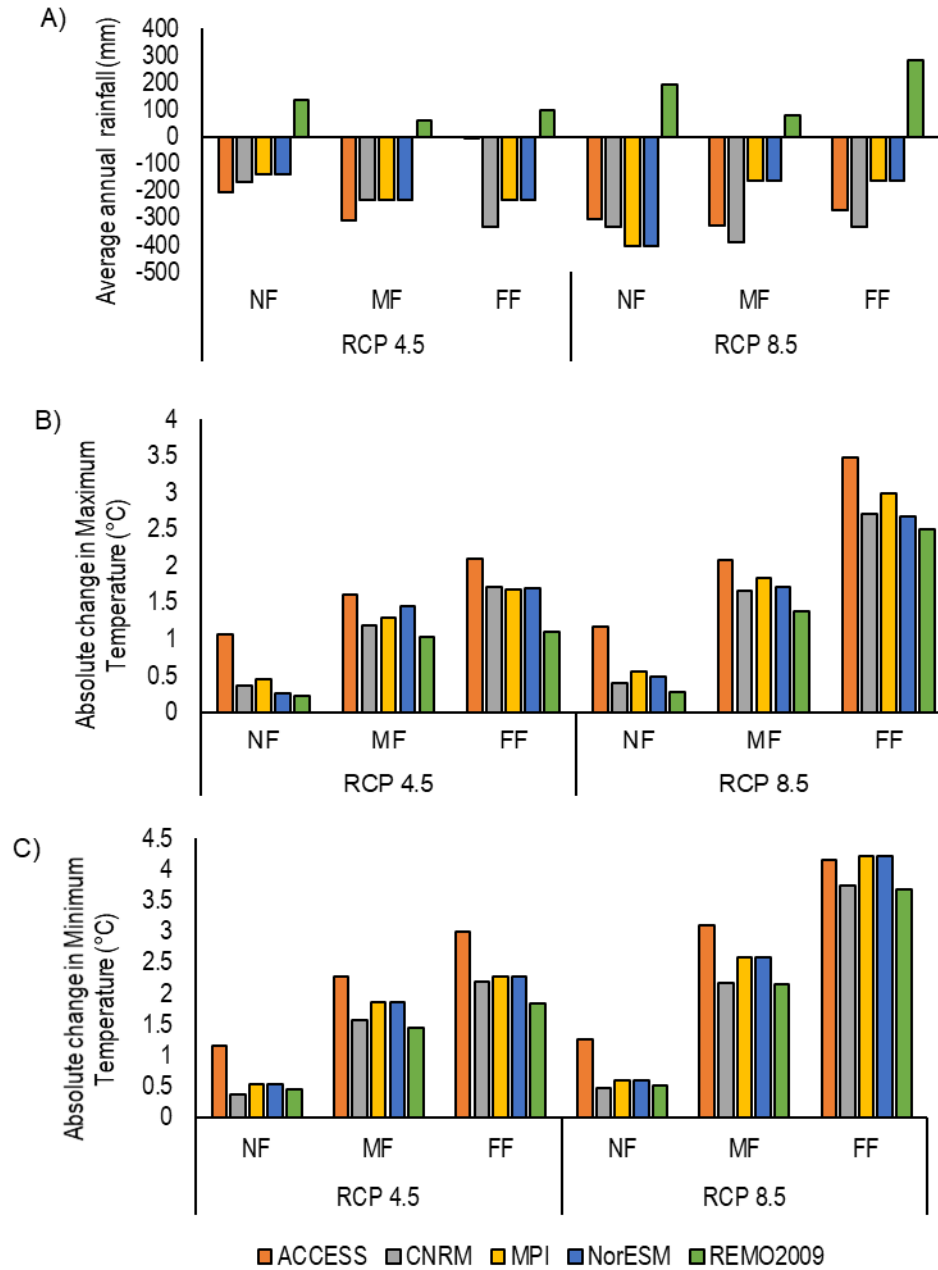 A)
Average annual rainfall (mm)
400
300
200
100
0
-100
-200
-300
-400
-500
NF MF FF NF MF FF
RCP 4.5 RCP 8.5
B)
Absolute change in Maximum
Temperature (°C)
4
3.5
3
2.5
2
1.5
1
0.5
0
NF MF FF NF MF FF
RCP 4.5 RCP 8.5
C)
Absolute change in Minimum
Temperature (°C)
4.5
4
3.5
3
2.5
2
1.5
1
0.5
0
NF MF FF NF MF FF
RCP 4.5 RCP 8.5
ACCESS CNRM MPI NorESM REMO2009